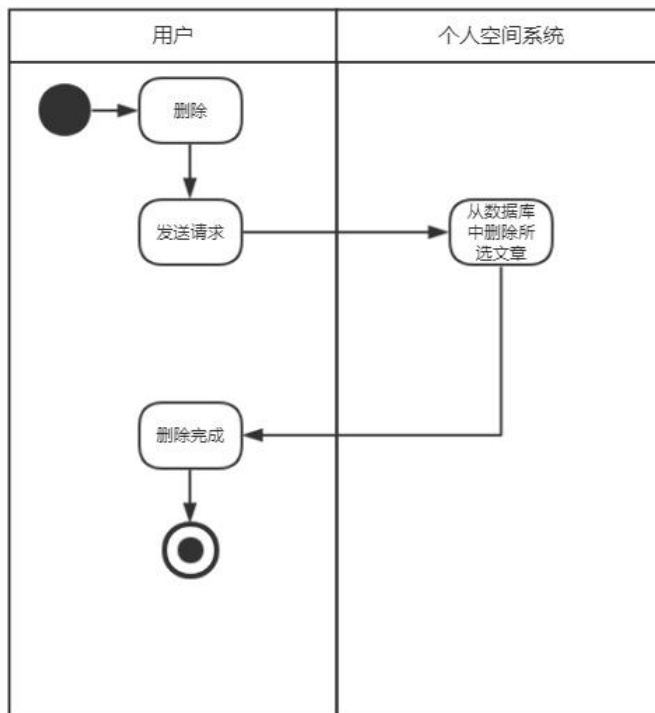 用户
个人空间系统
删除
发送请求
从数据库
中删除所
选文章
删除完成